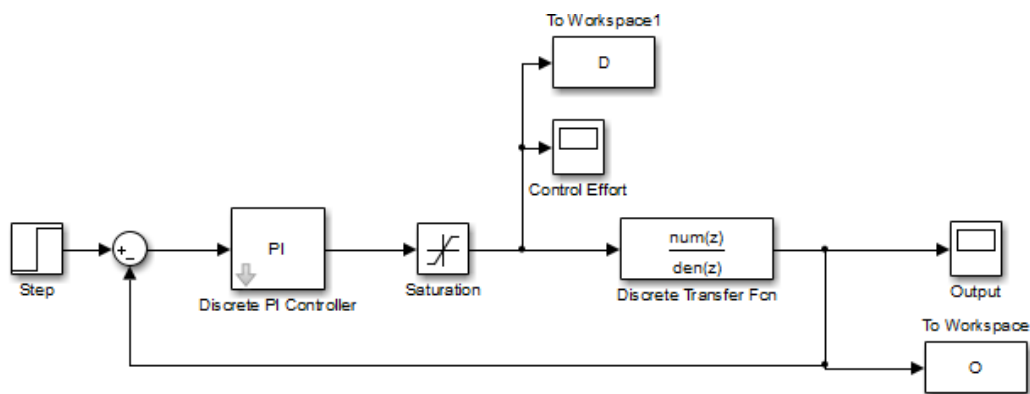 To Workspace1
D
Control Effort
Step
+
−
PI
Discrete PI Controller
Saturation
num(z)
den(z)
Discrete Transfer Fcn
Output
To Workspace
O